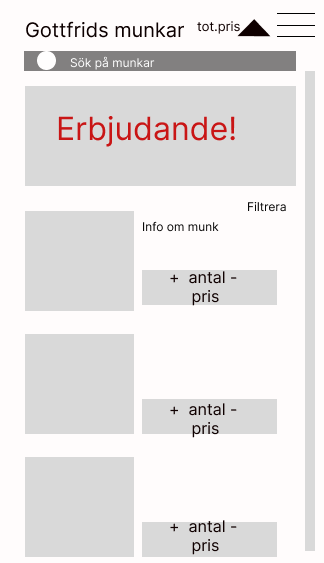 Gottfrids munkar
tot.pris
Sök på munkar
Erbjudande!
Filtrera
Info om munk
+ antal -
pris
+ antal -
pris
+ antal -
pris